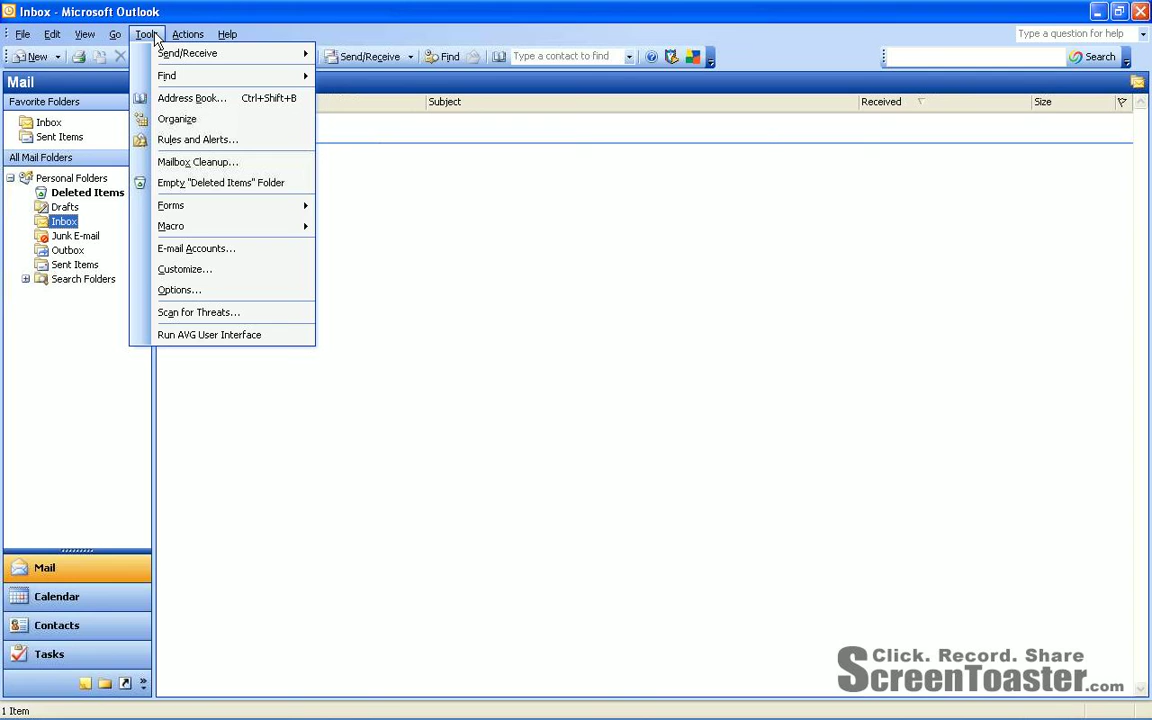 Inbox - Microsoft Outlook
File Edit View Go Tools Actions Help Type a question for help
New Send/Receive Find Type a contact to find Search
Mail
Favorite Folders
Inbox
Sent Items
All Mail Folders
Personal Folders
Deleted Items
Drafts
Inbox
Junk E-mail
Outbox
Sent Items
Search Folders
Send/Receive
Find
Address Book... Ctrl+Shift+B
Organize
Rules and Alerts...
Mailbox Cleanup...
Empty "Deleted Items" Folder
Forms
Macro
E-mail Accounts...
Customize...
Options...
Scan for Threats...
Run AVG User Interface
Subject Received Size
Mail
Calendar
Contacts
Tasks
1 Item
Click. Record. Share
ScreenToaster.com